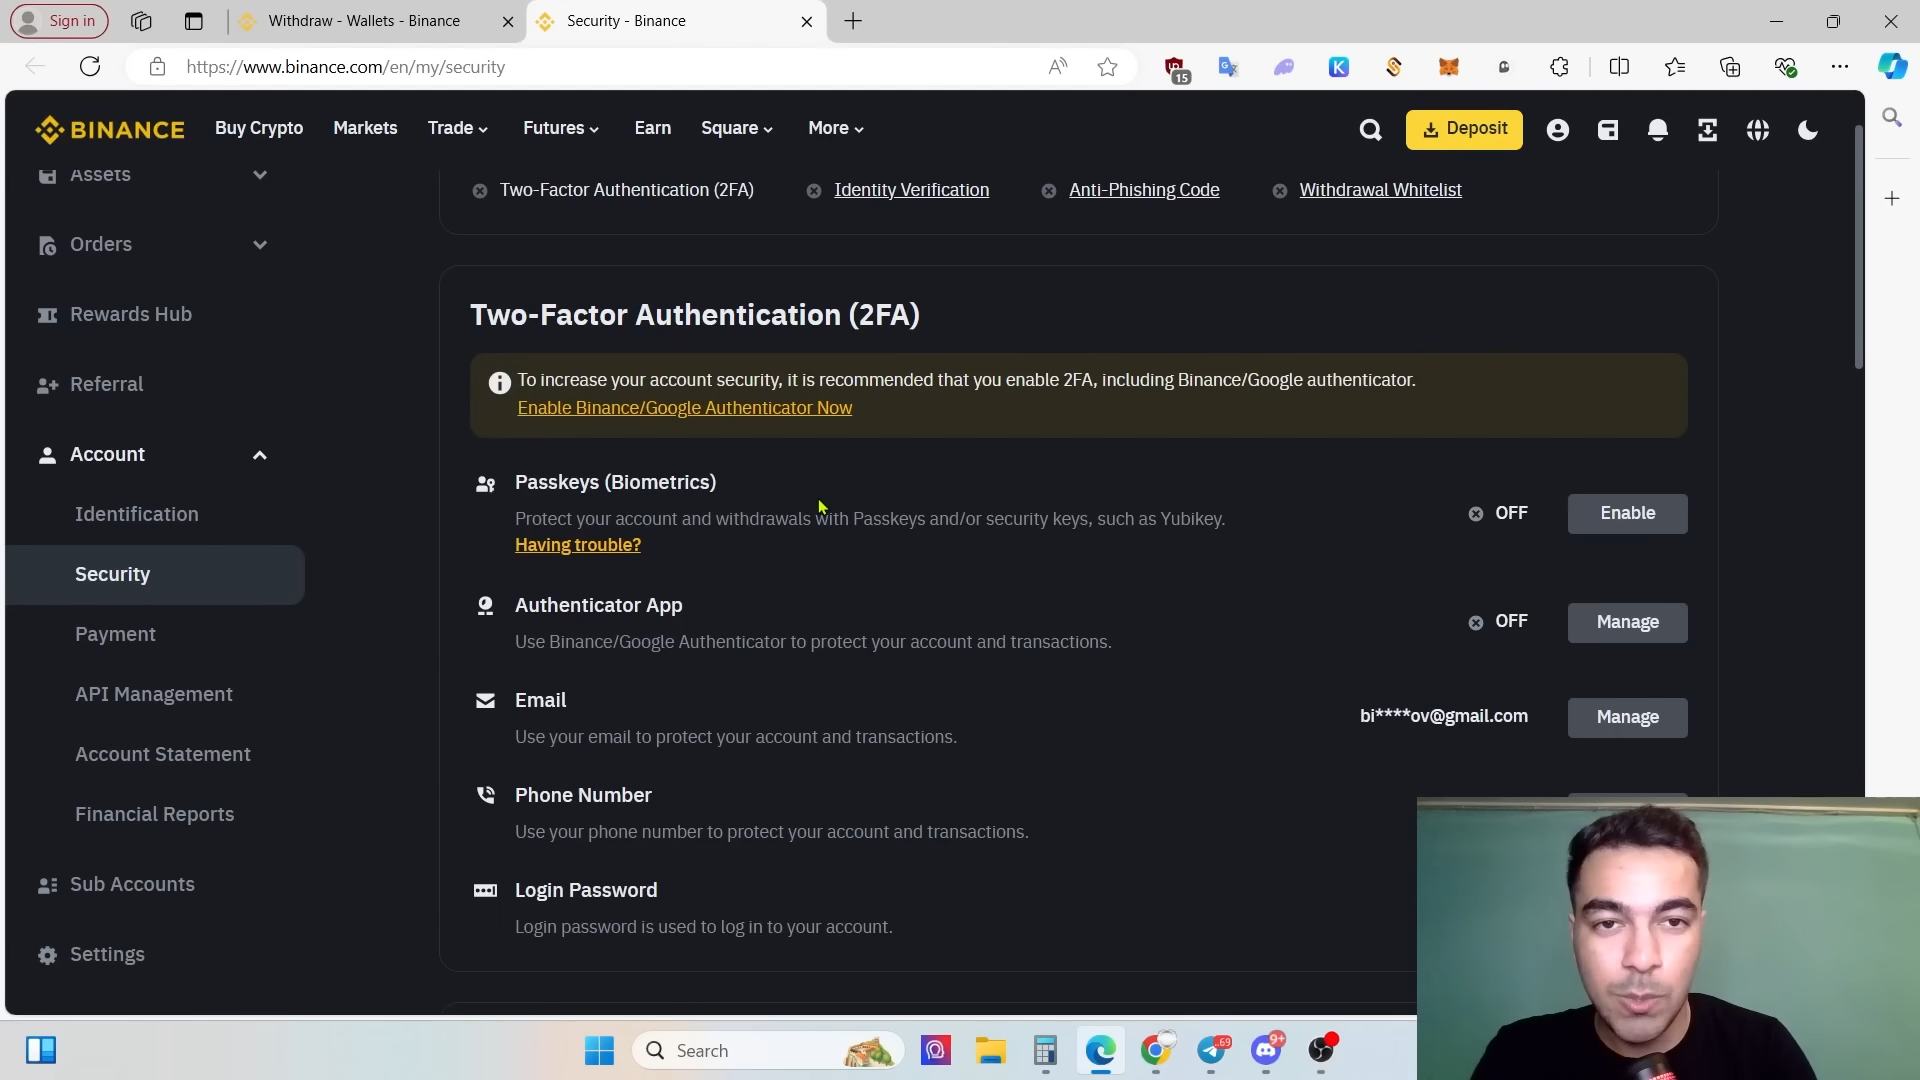 Sign in
Withdraw - Wallets - Binance
Security - Binance
https://www.binance.com/en/my/security
15
BINANCE
Buy Crypto
Markets
Trade
Futures
Earn
Square
More
Deposit
Assets
Orders
Rewards Hub
Referral
Account
Identification
Security
Payment
API Management
Account Statement
Financial Reports
Sub Accounts
Settings
Two-Factor Authentication (2FA)
Identity Verification
Anti-Phishing Code
Withdrawal Whitelist
Two-Factor Authentication (2FA)
To increase your account security, it is recommended that you enable 2FA, including Binance/Google authenticator.
Enable Binance/Google Authenticator Now
Passkeys (Biometrics)
Protect your account and withdrawals with Passkeys and/or security keys, such as Yubikey.
Having trouble?
OFF
Enable
Authenticator App
Use Binance/Google Authenticator to protect your account and transactions.
OFF
Manage
Email
Use your email to protect your account and transactions.
bi****ov@gmail.com
Manage
Phone Number
Use your phone number to protect your account and transactions.
Login Password
Login password is used to log in to your account.
Search
69
9+